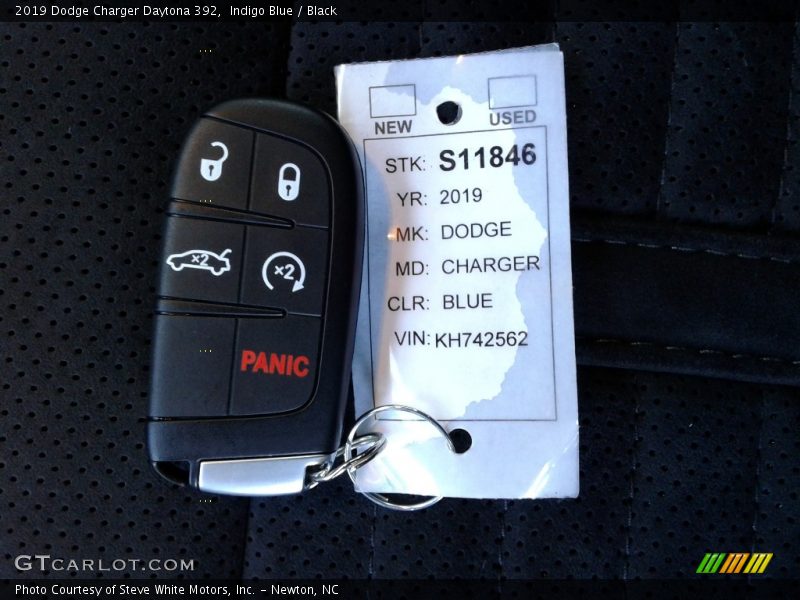 2019 Dodge Charger Daytona 392, Indigo Blue / Black
NEW USED
STK: S11846
YR: 2019
MK: DODGE
MD: CHARGER
CLR: BLUE
VIN: KH742562
x2 x2
PANIC
GTCARLOT.COM
Photo Courtesy of Steve White Motors, Inc. – Newton, NC